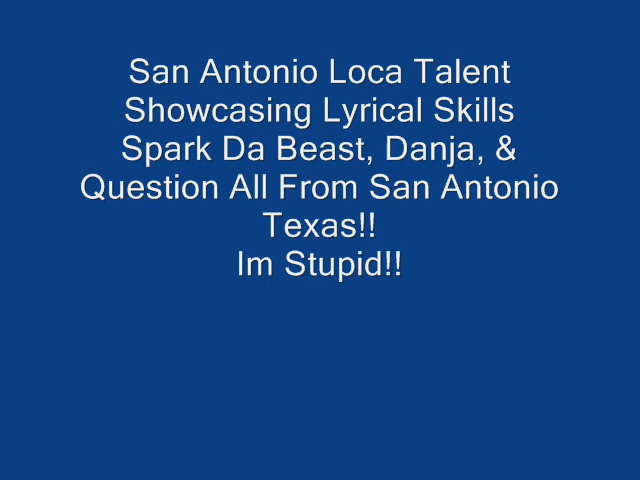 San Antonio Loca Talent
Showcasing Lyrical Skills
Spark Da Beast, Danja, &
Question All From San Antonio
Texas!!
Im Stupid!!